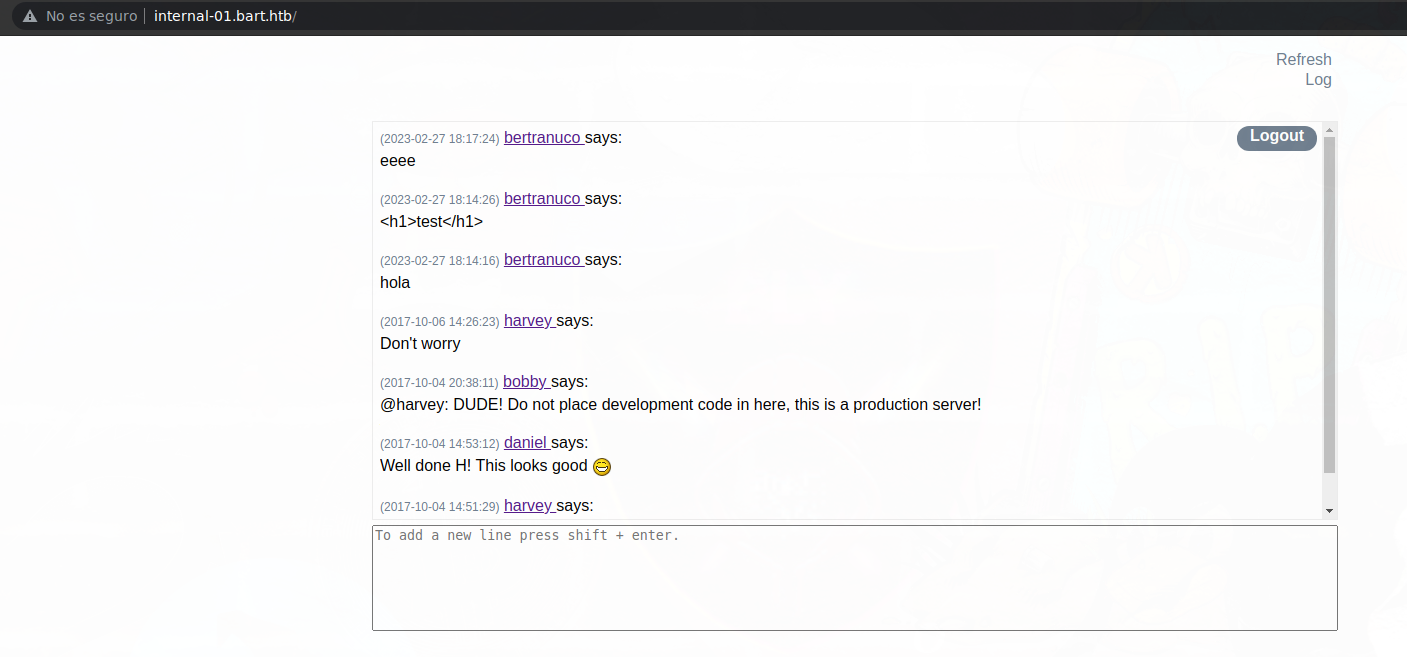 No es seguro internal-01.bart.htb/
Refresh
Log
(2023-02-27 18:17:24) bertranuco says: Logout
eeee
(2023-02-27 18:14:26) bertranuco says:
<h1>test</h1>
(2023-02-27 18:14:16) bertranuco says:
hola
(2017-10-06 14:26:23) harvey says:
Don't worry
(2017-10-04 20:38:11) bobby says:
@harvey: DUDE! Do not place development code in here, this is a production server!
(2017-10-04 14:53:12) daniel says:
Well done H! This looks good
(2017-10-04 14:51:29) harvey says:
To add a new line press shift + enter.